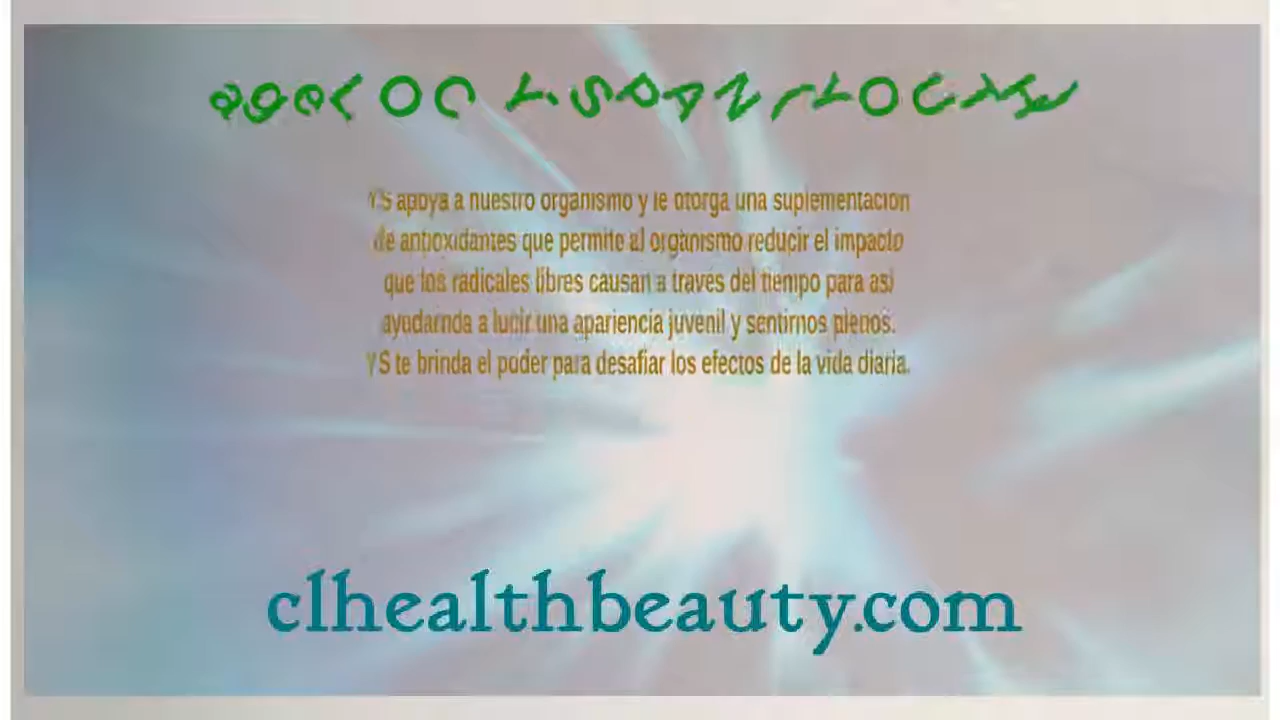 YS apoya a nuestro organismo y le otorga una suplementación
de antioxidantes que permite al organismo reducir el impacto
que los radicales libres causan a través del tiempo para así
ayudarnda a lucir una apariencia juvenil y sentirnos plenos.
YS te brinda el poder para desafiar los efectos de la vida diaria.
clhealthbeauty.com